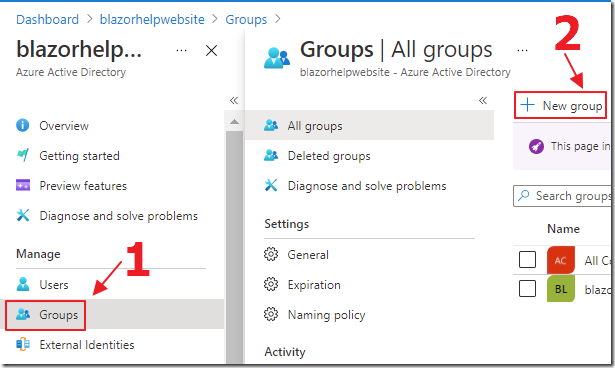 Dashboard > blazorhelpwebsite > Groups >
blazorhelp...
Azure Active Directory
Overview
Getting started
Preview features
Diagnose and solve problems
Manage
1
Users
Groups
External Identities
Groups | All groups
blazorhelpwebsite - Azure Active Directory
All groups
Deleted groups
Diagnose and solve problems
Settings
General
Expiration
Naming policy
Activity
2
New group
This page in
Search groups
Name
AC All Co
BL blazo